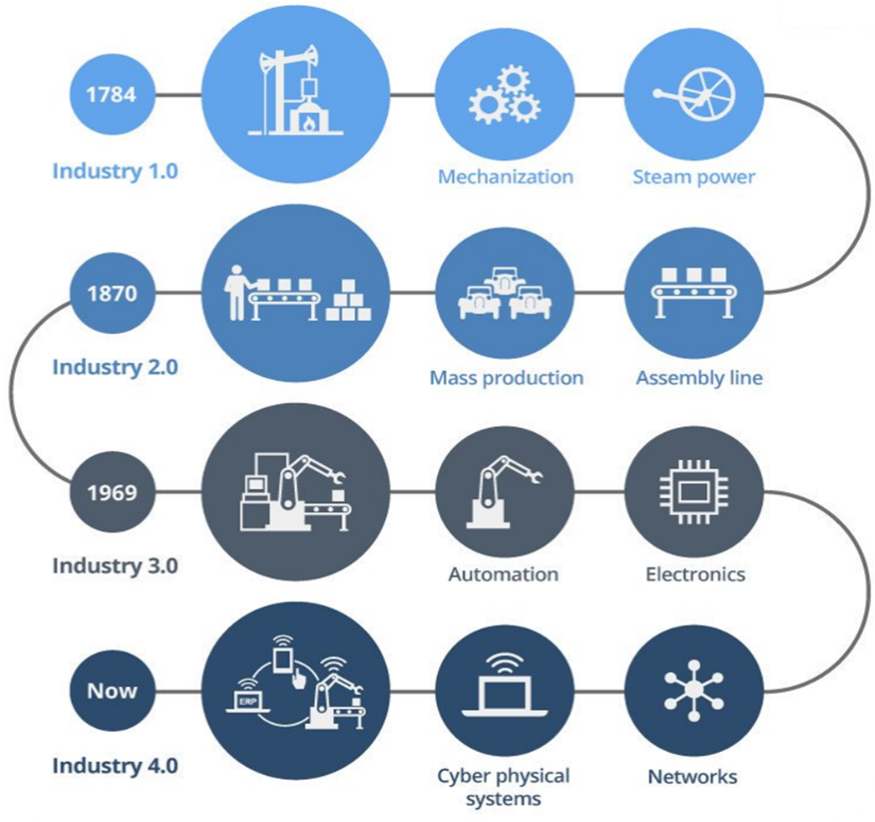 1784
Industry 1.0
Mechanization
Steam power
1870
Industry 2.0
Mass production
Assembly line
1969
Industry 3.0
Automation
Electronics
Now
ERP
Industry 4.0
Cyber physical
systems
Networks